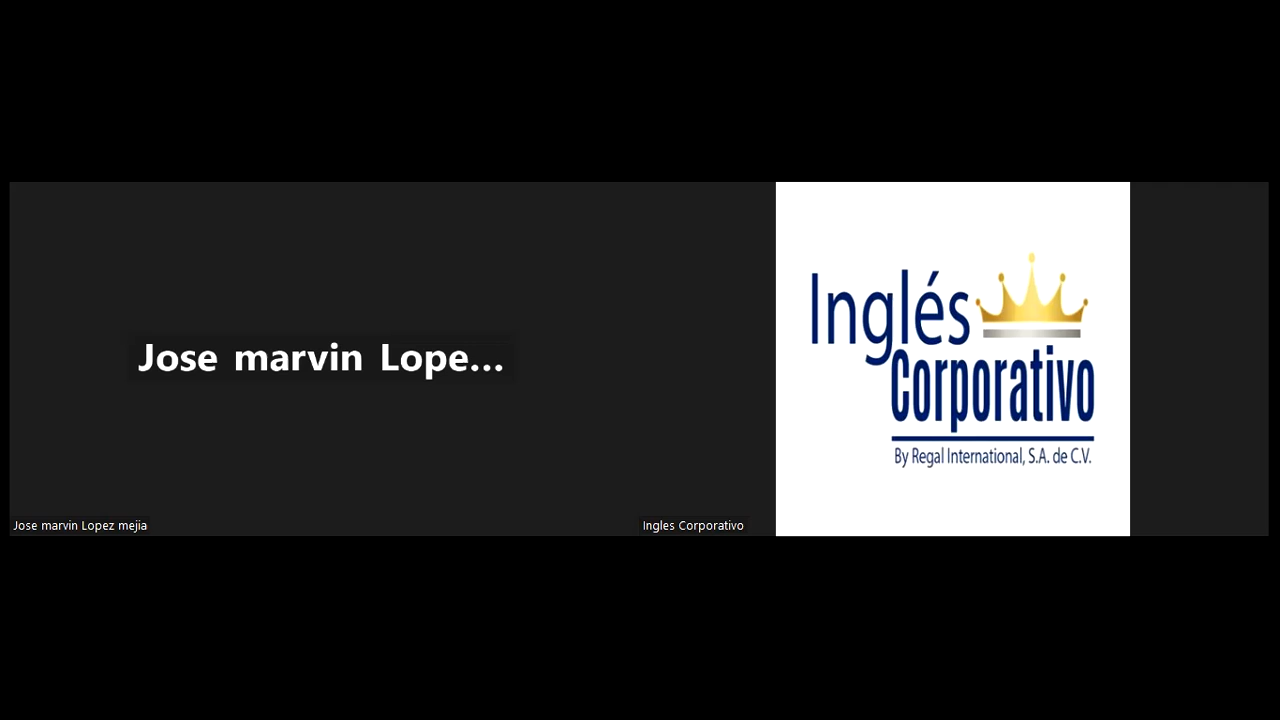 Jose marvin Lope...
Jose marvin Lopez mejia
Inglés
Corporativo
By Regal International, S.A. de C.V.
Ingles Corporativo